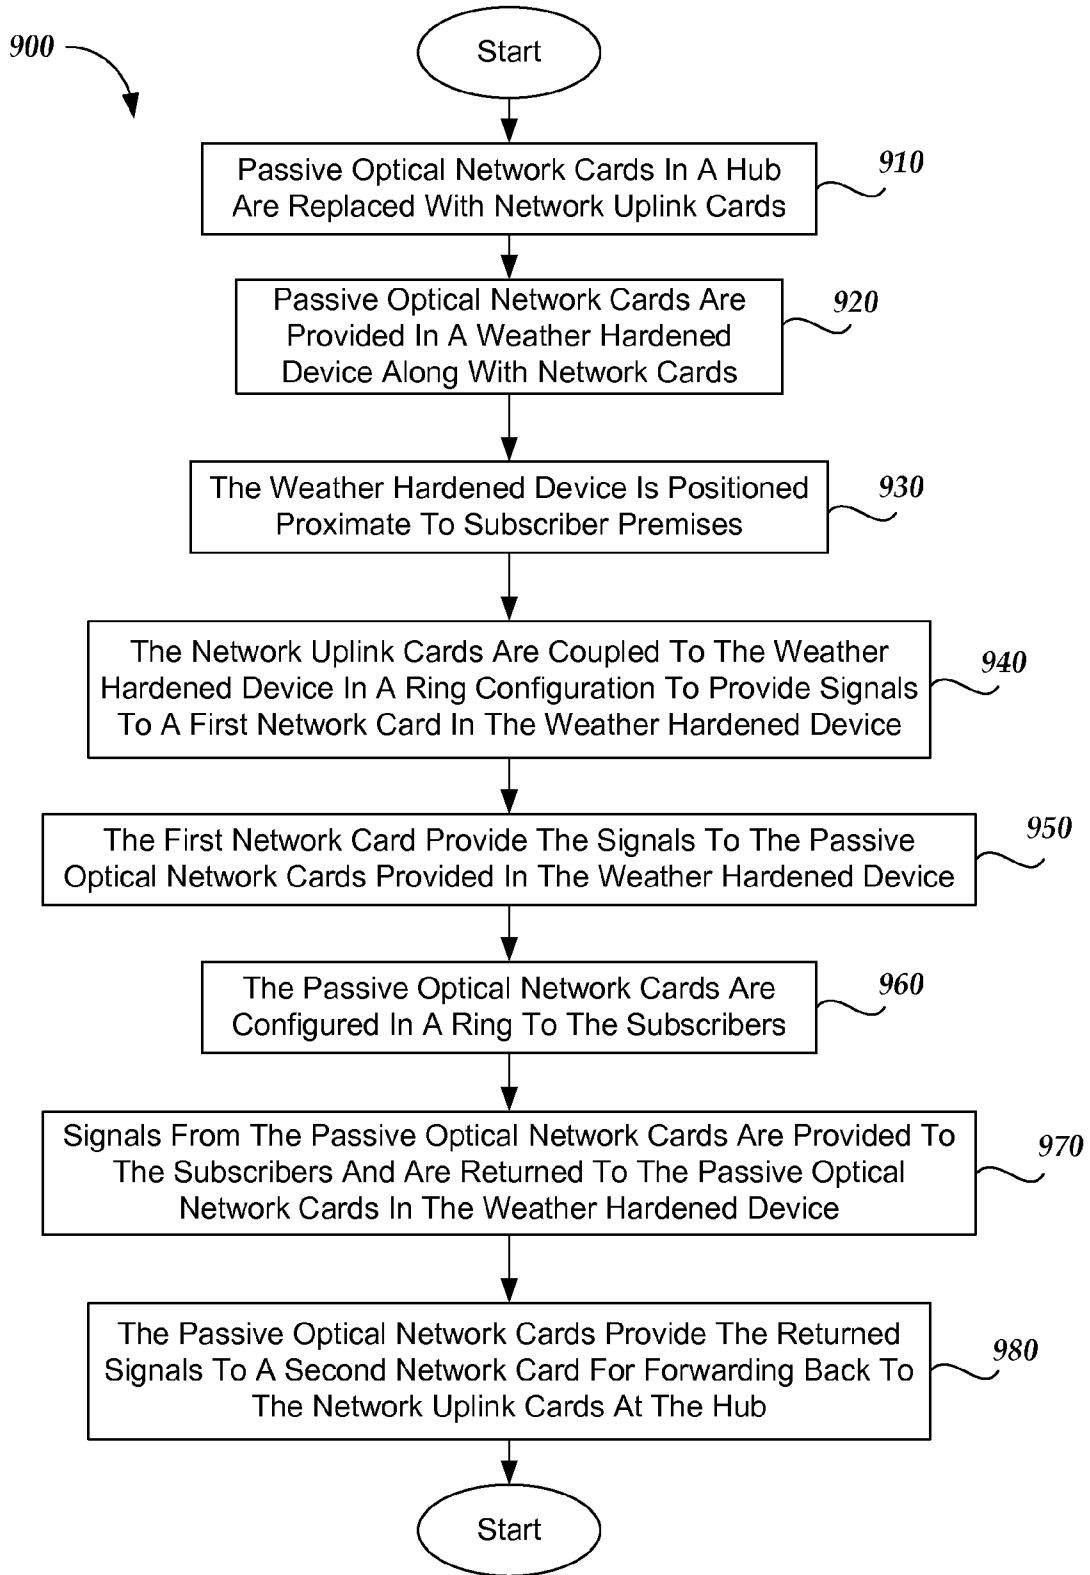 900
Start
Passive Optical Network Cards In A Hub
Are Replaced With Network Uplink Cards
910
Passive Optical Network Cards Are
Provided In A Weather Hardened
Device Along With Network Cards
920
The Weather Hardened Device Is Positioned
Proximate To Subscriber Premises
930
The Network Uplink Cards Are Coupled To The Weather
Hardened Device In A Ring Configuration To Provide Signals
To A First Network Card In The Weather Hardened Device
940
The First Network Card Provide The Signals To The Passive
Optical Network Cards Provided In The Weather Hardened Device
950
The Passive Optical Network Cards Are
Configured In A Ring To The Subscribers
960
Signals From The Passive Optical Network Cards Are Provided To
The Subscribers And Are Returned To The Passive Optical
Network Cards In The Weather Hardened Device
970
The Passive Optical Network Cards Provide The Returned
Signals To A Second Network Card For Forwarding Back To
The Network Uplink Cards At The Hub
980
Start